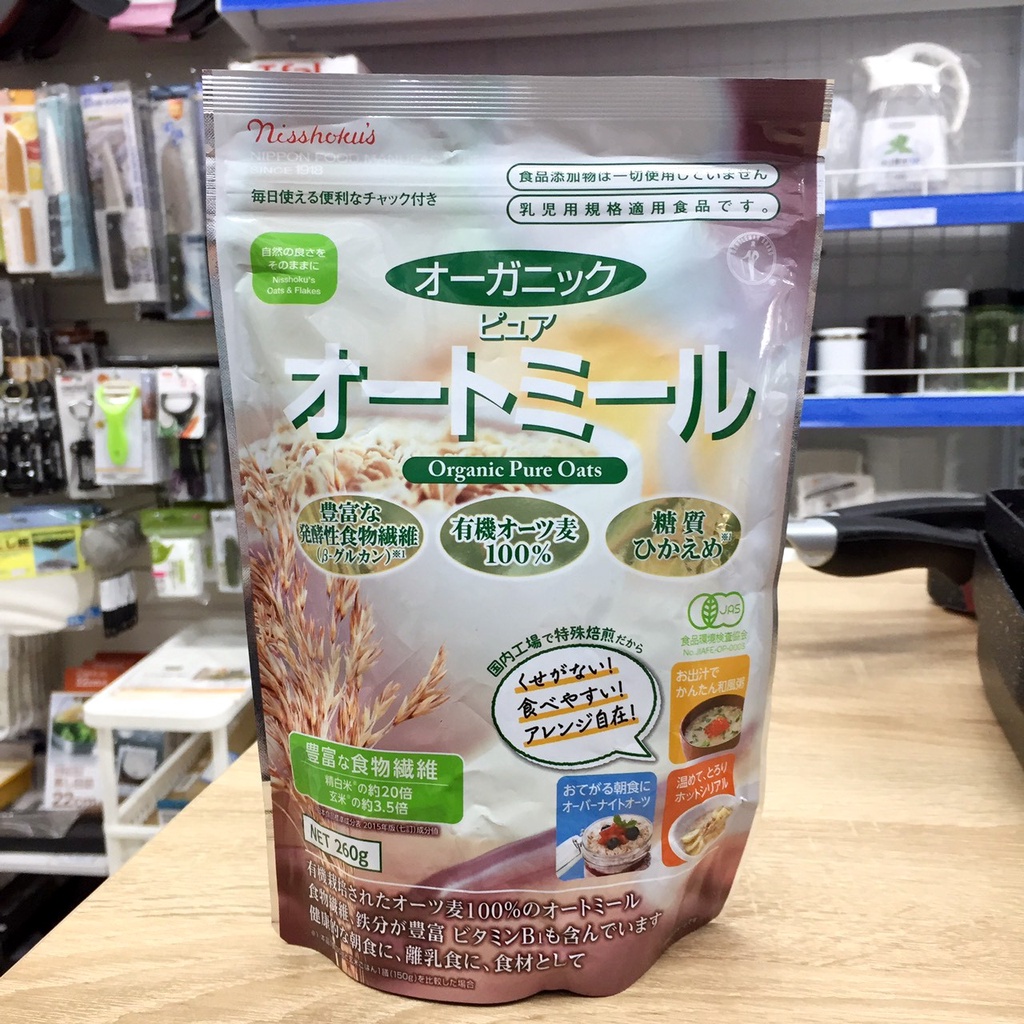 Nisshoku's
NIPPON FOOD
SINCE 1918
毎日使える便利なチャック付き
食品添加物は一切使用していません
乳児用規格適用食品です。
自然の良さを
そのままに
Nisshoku's
Oats & Flakes
オーガニック
ピュア
オートミール
Organic Pure Oats
豊富な
発酵性食物繊維
(β-グルカン)※1
有機オーツ麦
100%
糖質
ひかえめ※1
JAS
食品環境検査協会
国内工場で特殊焙煎だから
くせがない!
食べやすい!
アレンジ自在!
お出汁で
かんたん和風粥
温めて、とろり
ホットシリアル
おてがる朝食に
オーバーナイトオーツ
豊富な食物繊維
精白米※の約20倍
玄米※の約3.5倍
NET 260g
有機栽培されたオーツ麦100%のオートミール
食物繊維、鉄分が豊富 ビタミンB1も含んでいます
健康的な朝食に、離乳食に、食材として
22cm